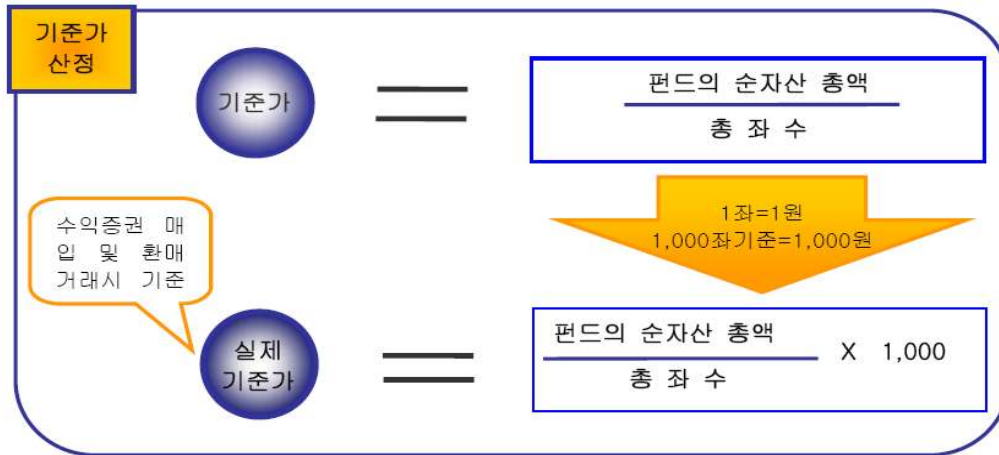 기준가
산정
기준가
펀드의 순자산 총액
총 좌 수
1좌=1원
1,000좌기준=1,000원
수익증권 매
입 및 환매
거래시 기준
실제
기준가
펀드의 순자산 총액
총 좌 수
X 1,000